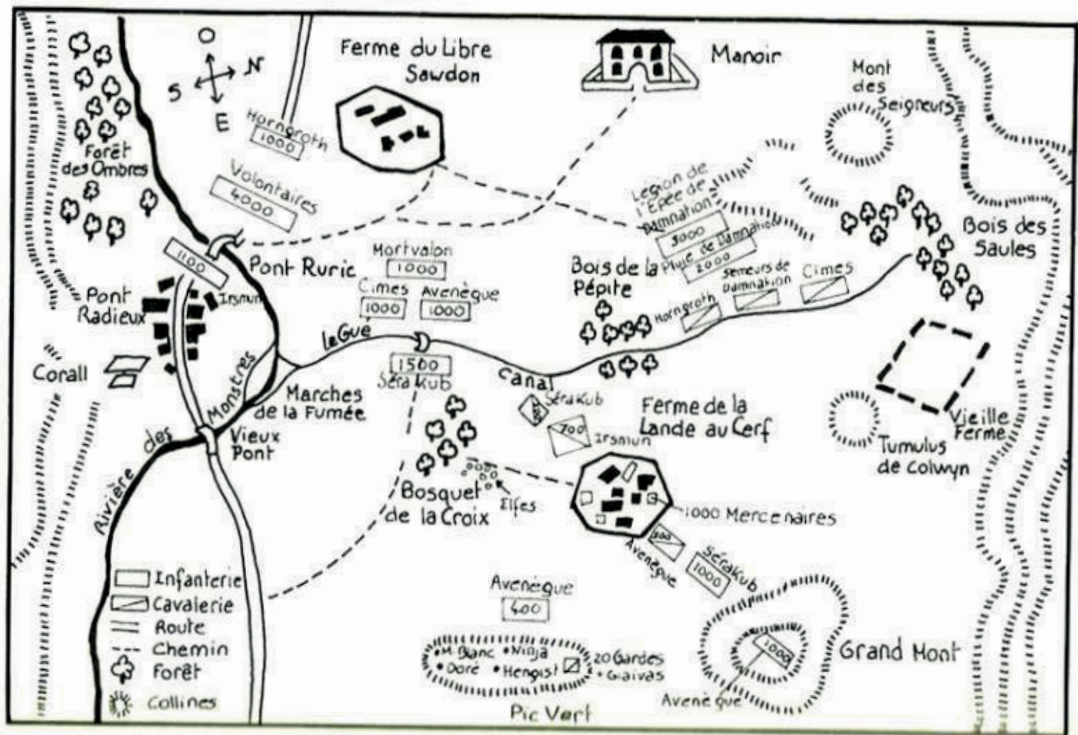 O
S
N
E
Ferme du Libre
Sawdon
Manoir
Mont
des
Seigneurs
Forêt
des Ombres
Horngroth
1000
Volontaires
4000
Légion de
l'Epée de
Damnation
3000
Pluie de Damnation
2000
Bois des
Saules
1100
Pont Ruric
Mortvalon
1000
Cimes
1000
Avenèque
1000
Bois de la
Pépite
Horngroth
Semeurs de
Damnation
Cimes
Pont
Radieux
Irsmun
Le Gué
1500
Sérakub
Canal
Corall
Marches
de la Fumée
Rivière des Monstres
Vieux
Pont
Sérakub
700
Irsmun
Ferme de la
Lande au Cerf
Vieille
Ferme
Tumulus
de Colwyn
Bosquet
de la Croix
Elfes
1000 Mercenaires
Avenèque
Sérakub
1000
Infanterie
Cavalerie
Route
Chemin
Forêt
Collines
Avenèque
400
M. Blanc
Ninja
Doré
Hengist
20 Gardes
+ Glaivas
Pic Vert
1000
Avenèque
Grand Mont